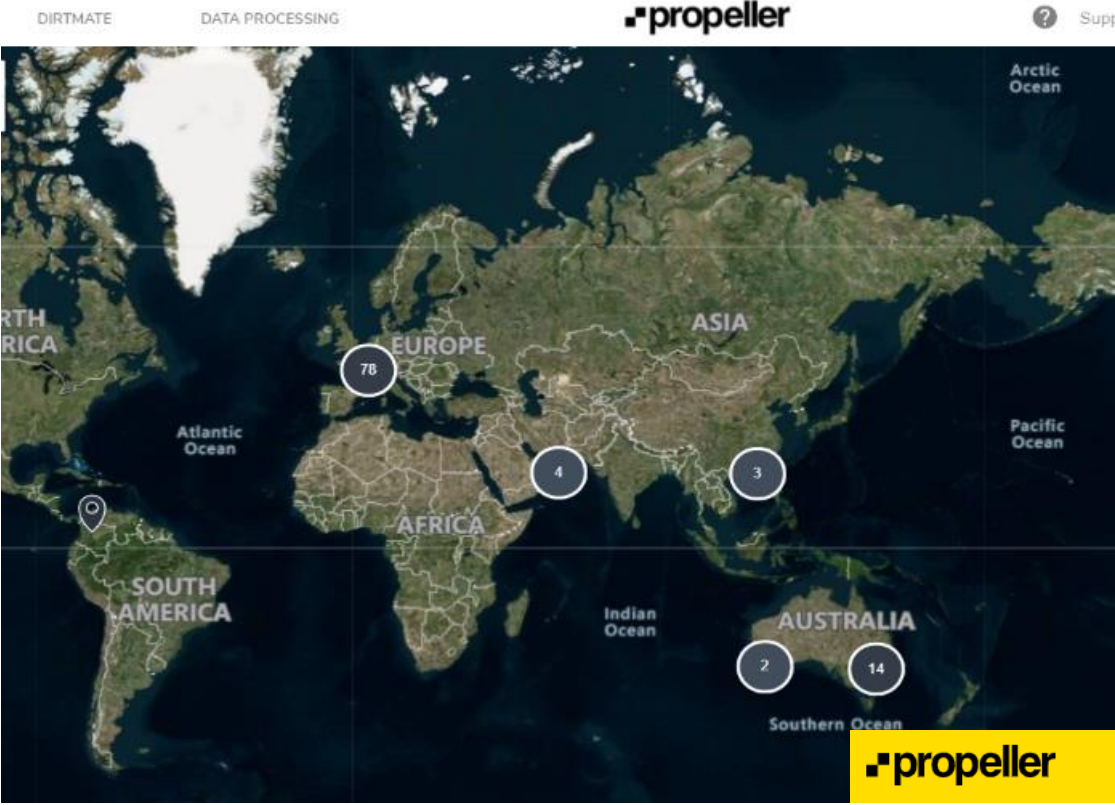 DIRTMATE
DATA PROCESSING
propeller
?
Supp
Arctic
Ocean
RTH
RICA
ASIA
EUROPE
78
Atlantic
Ocean
Pacific
Ocean
4
3
AFRICA
SOUTH
AMERICA
Indian
Ocean
AUSTRALIA
2
14
Southern Ocean
propeller